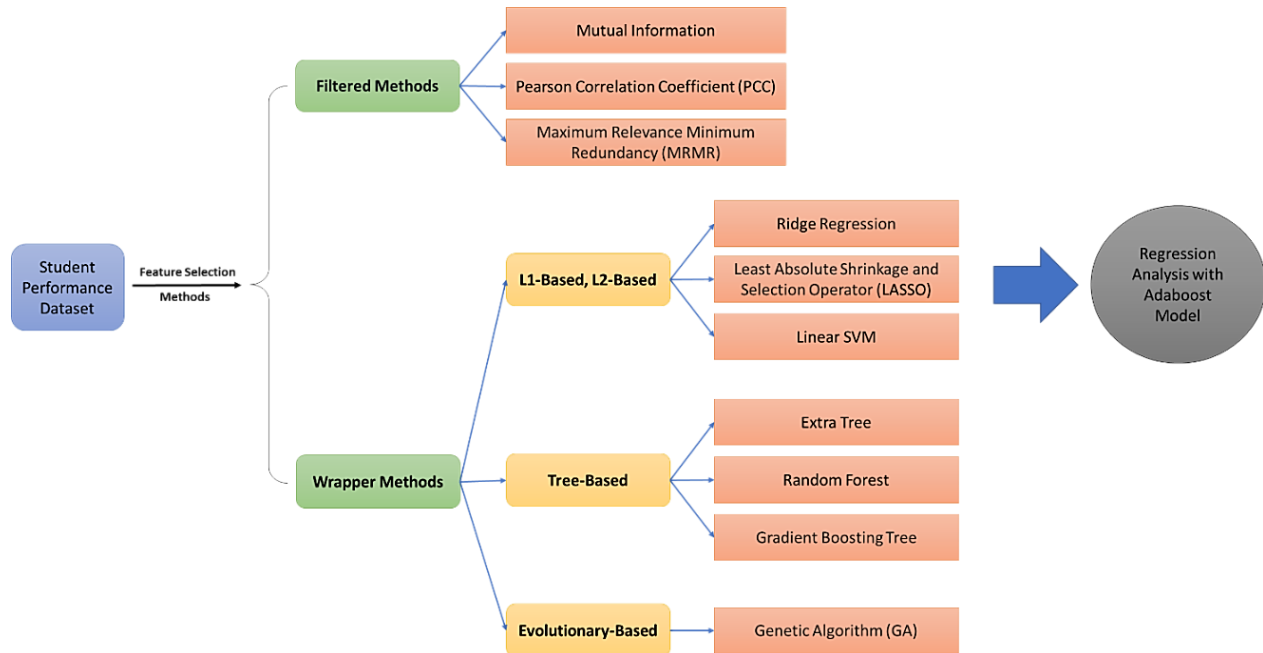 Student
Performance
Dataset
Feature Selection
Methods
Filtered Methods
Mutual Information
Pearson Correlation Coefficient (PCC)
Maximum Relevance Minimum
Redundancy (MRMR)
Wrapper Methods
L1-Based, L2-Based
Ridge Regression
Least Absolute Shrinkage and
Selection Operator (LASSO)
Linear SVM
Tree-Based
Extra Tree
Random Forest
Gradient Boosting Tree
Evolutionary-Based
Genetic Algorithm (GA)
Regression
Analysis with
Adaboost
Model